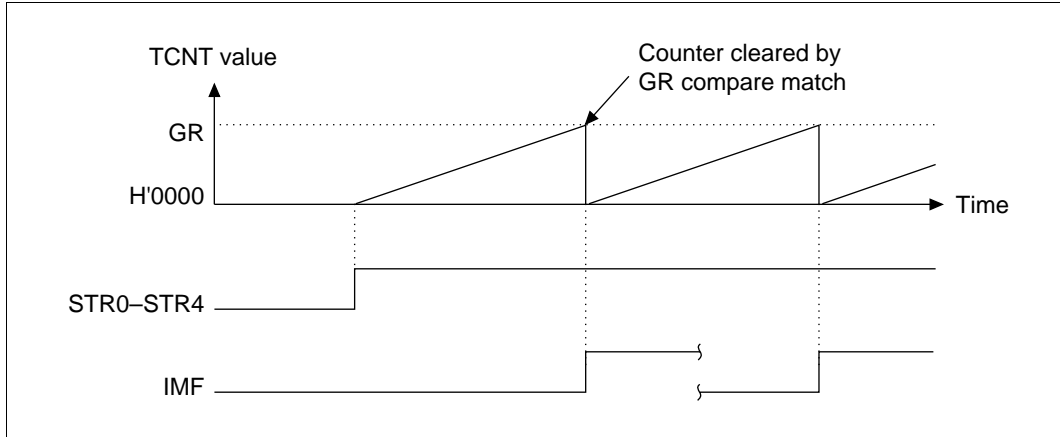 TCNT value
Counter cleared by
GR compare match
GR
H'0000
Time
STR0–STR4
IMF